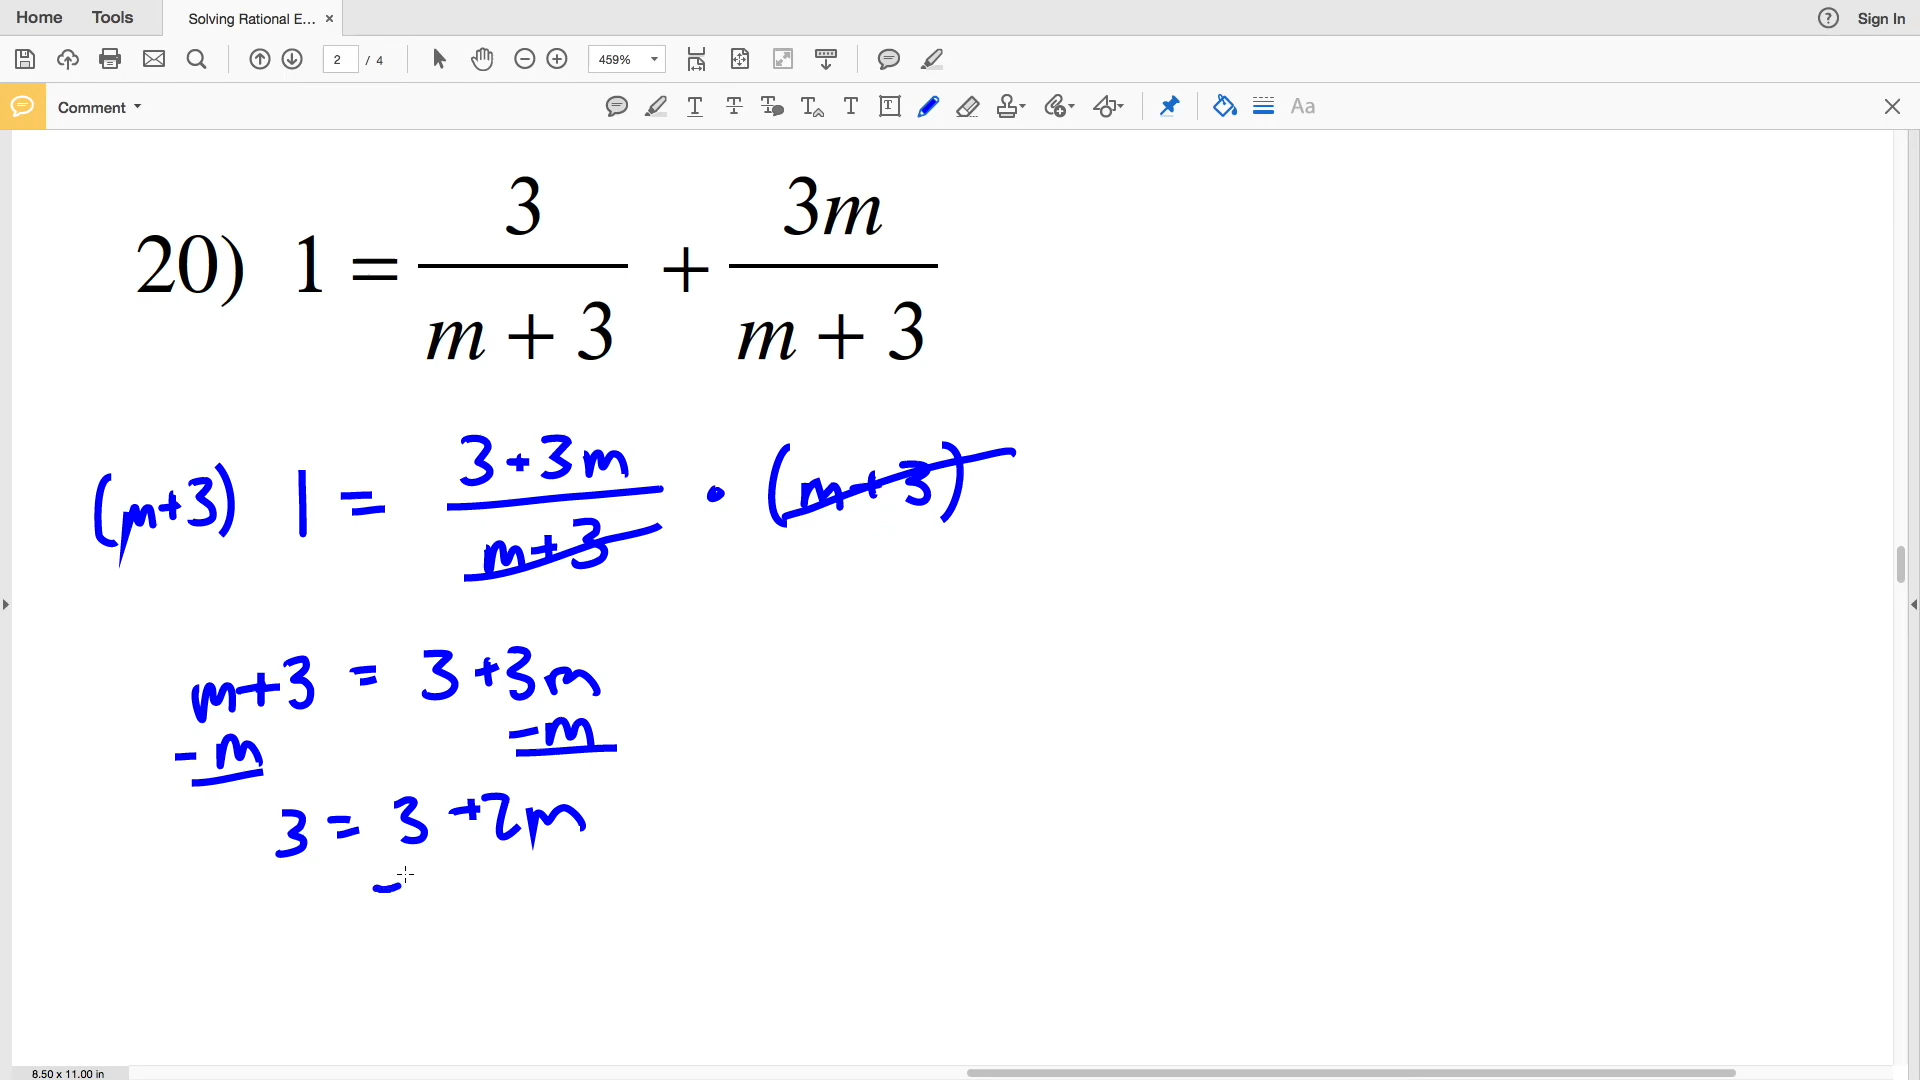 Home Tools Solving Rational E... × ? Sign In
2 / 4 459%
Comment T T T T T T Aa
20) 1 = 3/(m + 3) + 3m/(m + 3)
(m+3) 1 = (3+3m)/(m+3) · (m+3)
m+3 = 3+3m
-m -m
3 = 3+2m
-
8.50 x 11.00 in